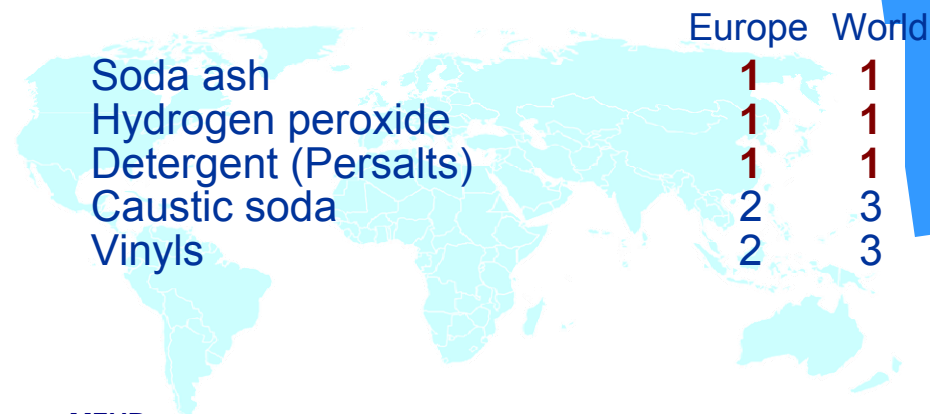 Europe World
Soda ash 1 1
Hydrogen peroxide 1 1
Detergent (Persalts) 1 1
Caustic soda 2 3
Vinyls 2 3